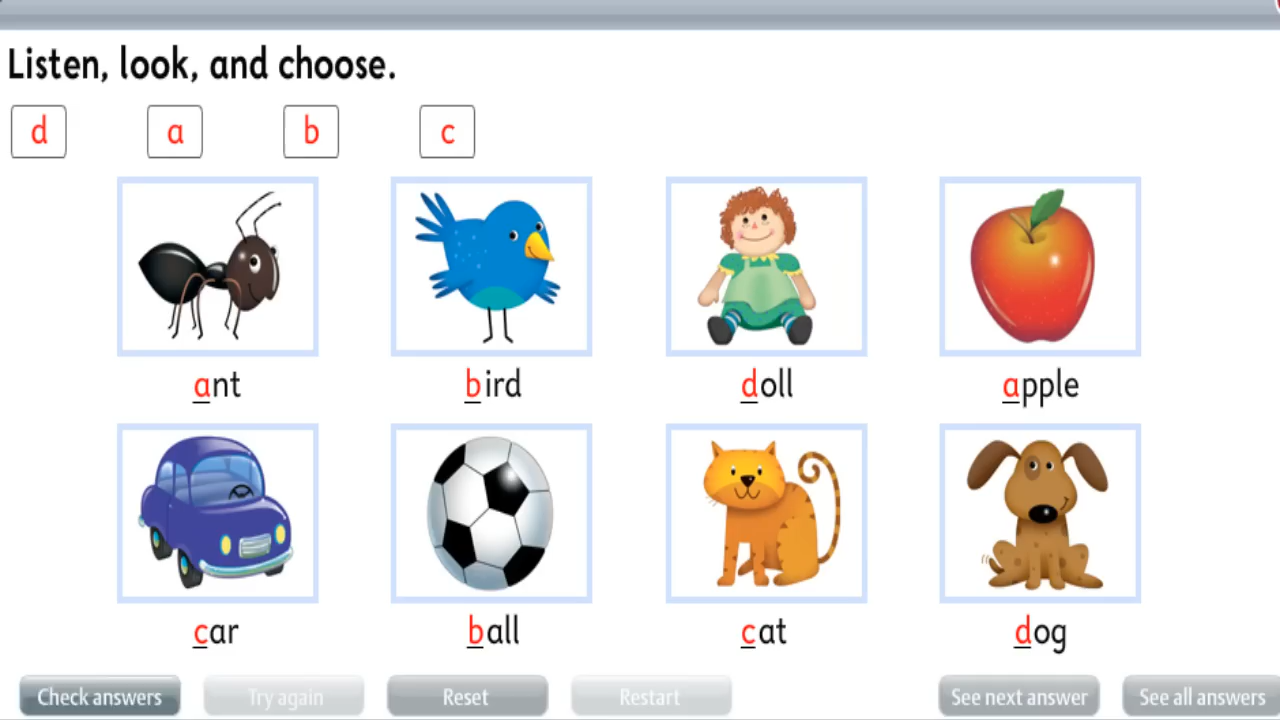 Listen, look, and choose.
d a b c
ant bird doll apple
car ball cat dog
Check answers Try again Reset Restart See next answer See all answers